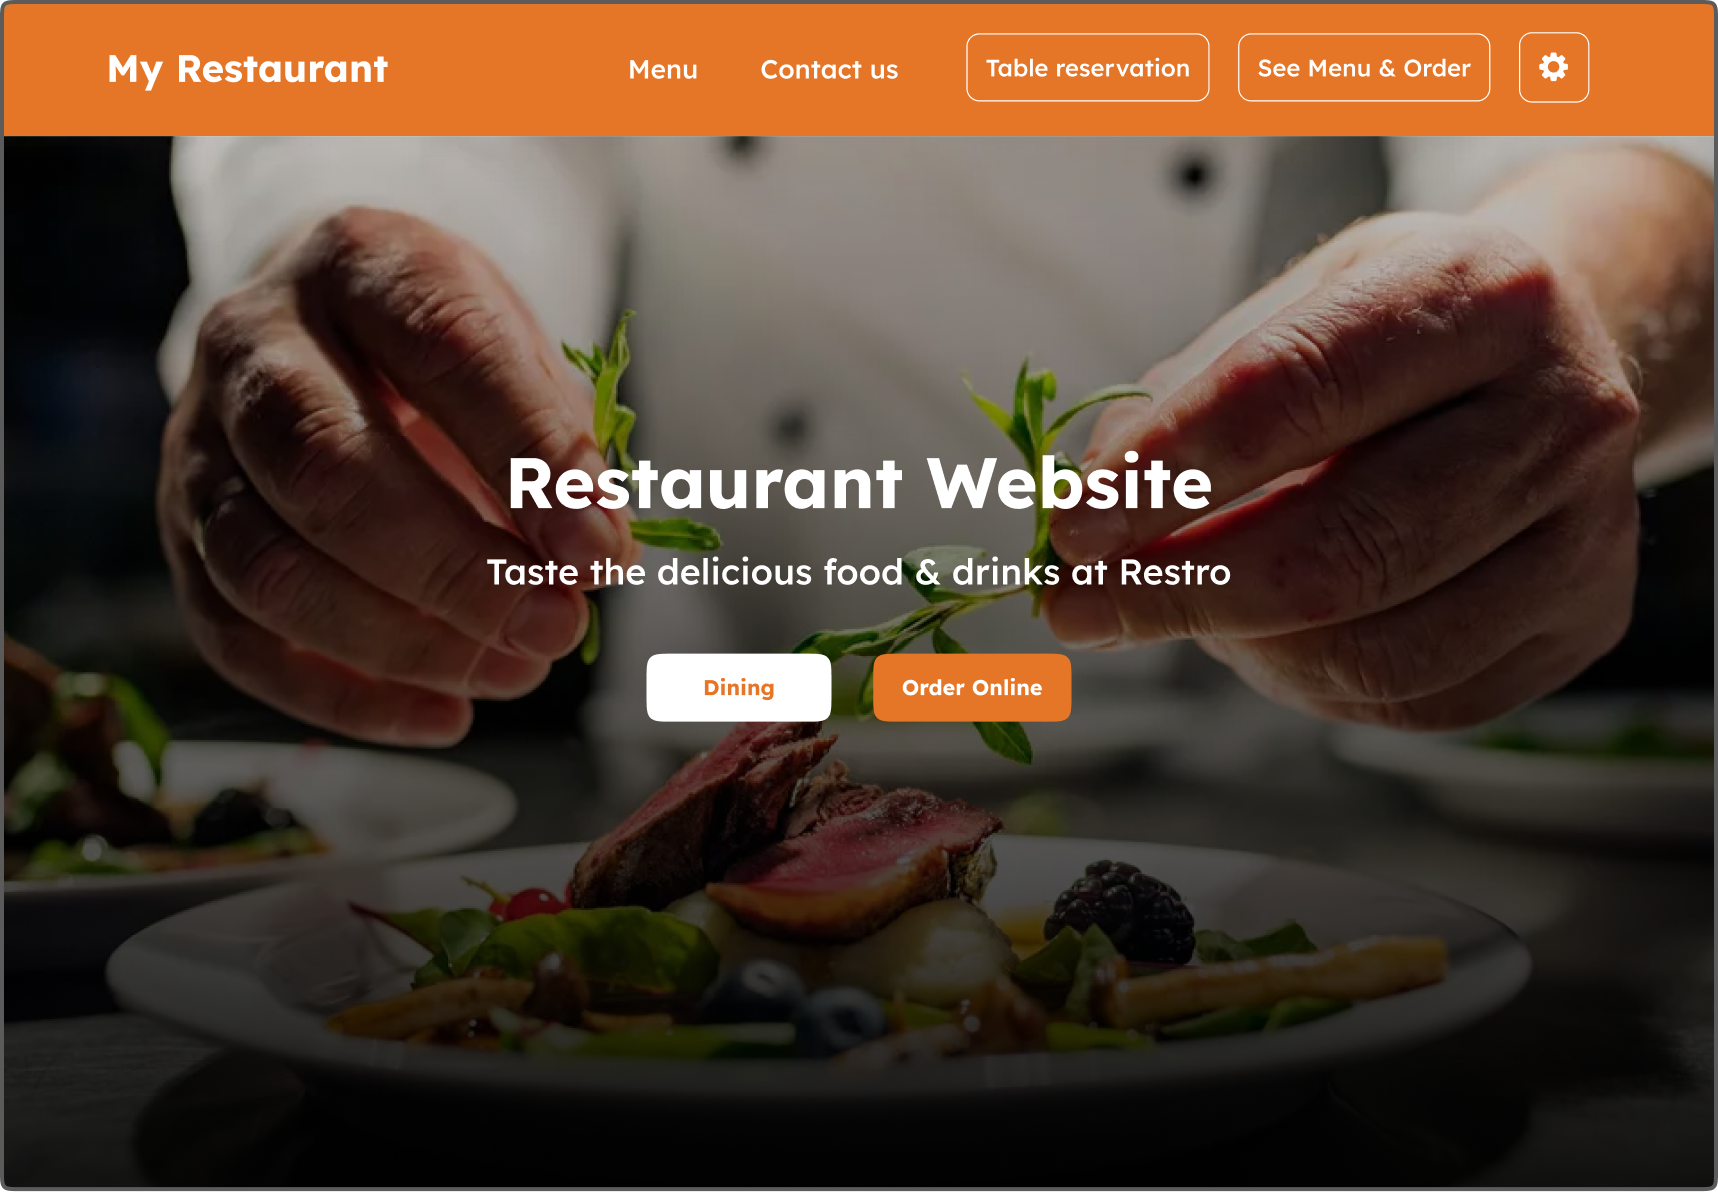 My Restaurant
Menu
Contact us
Table reservation
See Menu & Order
Restaurant Website
Taste the delicious food & drinks at Restro
Dining
Order Online